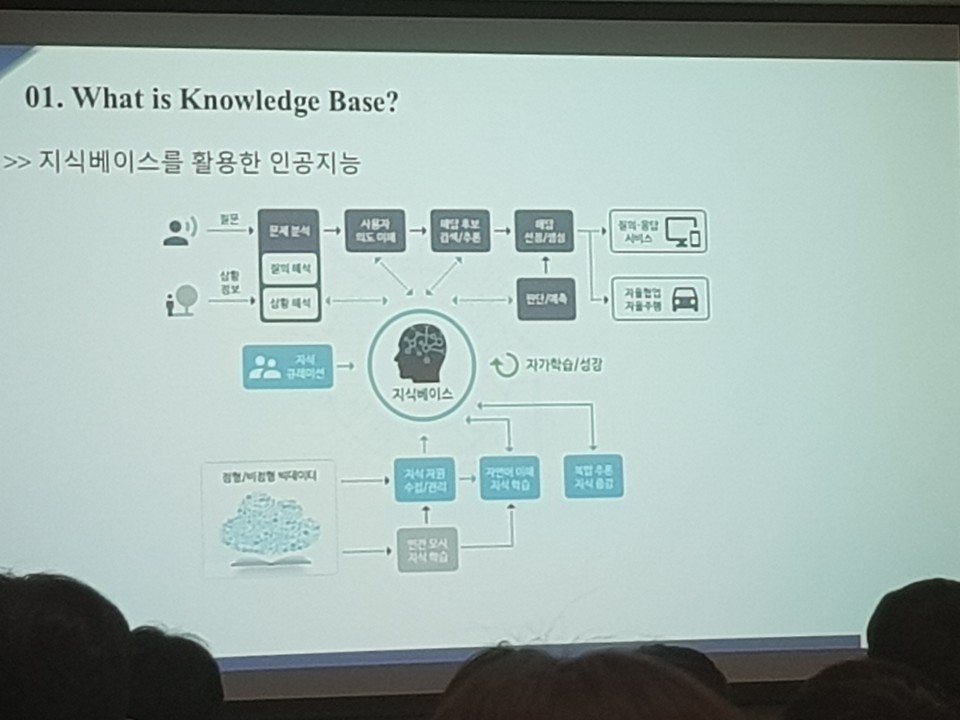 01. What is Knowledge Base?
>> 지식베이스를 활용한 인공지능
질문
문제 분석
질의 해석
상황 해석
상황
정보
사용자
의도 이해
해답 후보
검색/추론
해답
선정/생성
판단/예측
질의·응답
서비스
자율협업
자율주행
지식
큐레이션
지식베이스
자가학습/성장
정형/비정형 빅데이터
지식 자원
수집/관리
자연어 이해
지식 학습
복합 추론
지식 증강
인간 모사
지식 학습